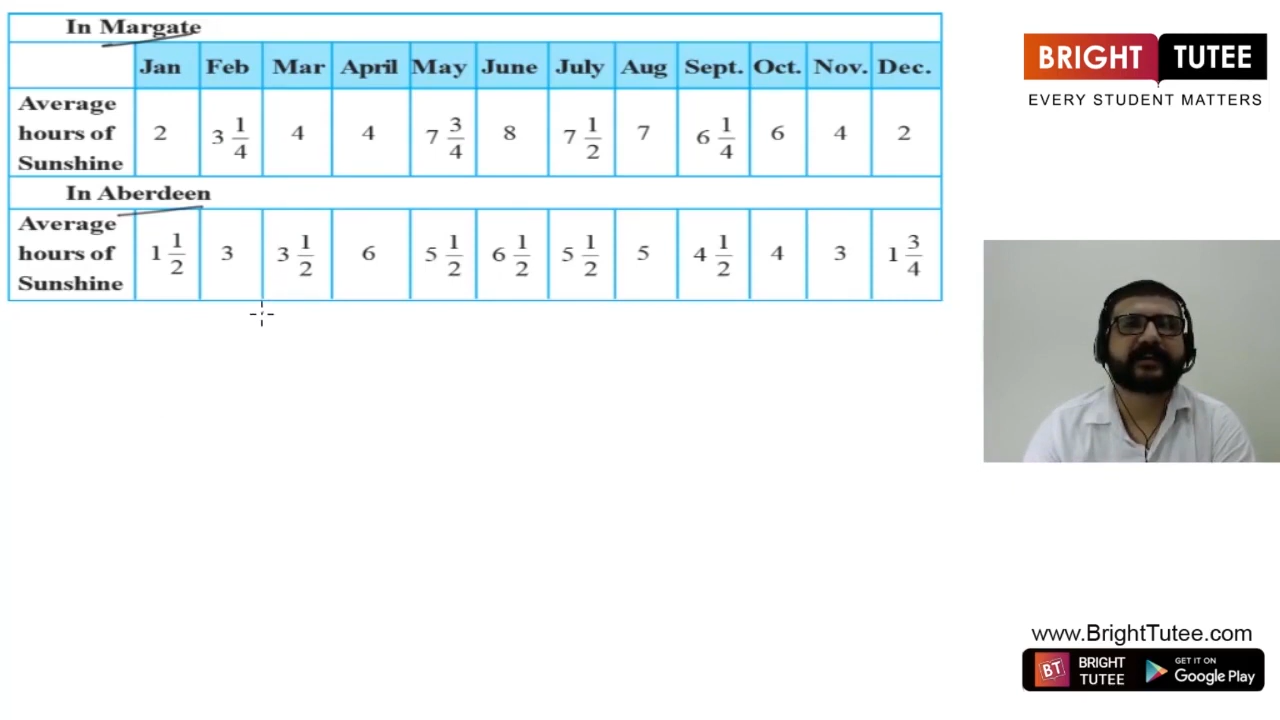 In Margate
Jan Feb Mar April May June July Aug Sept. Oct. Nov. Dec.
Average hours of Sunshine 2 3 1/4 4 4 7 3/4 8 7 1/2 7 6 1/4 6 4 2
In Aberdeen
Average hours of Sunshine 1 1/2 3 3 1/2 6 5 1/2 6 1/2 5 1/2 5 4 1/2 4 3 1 3/4
BRIGHT TUTEE
EVERY STUDENT MATTERS
www.BrightTutee.com
BT BRIGHT TUTEE
GET IT ON
Google Play